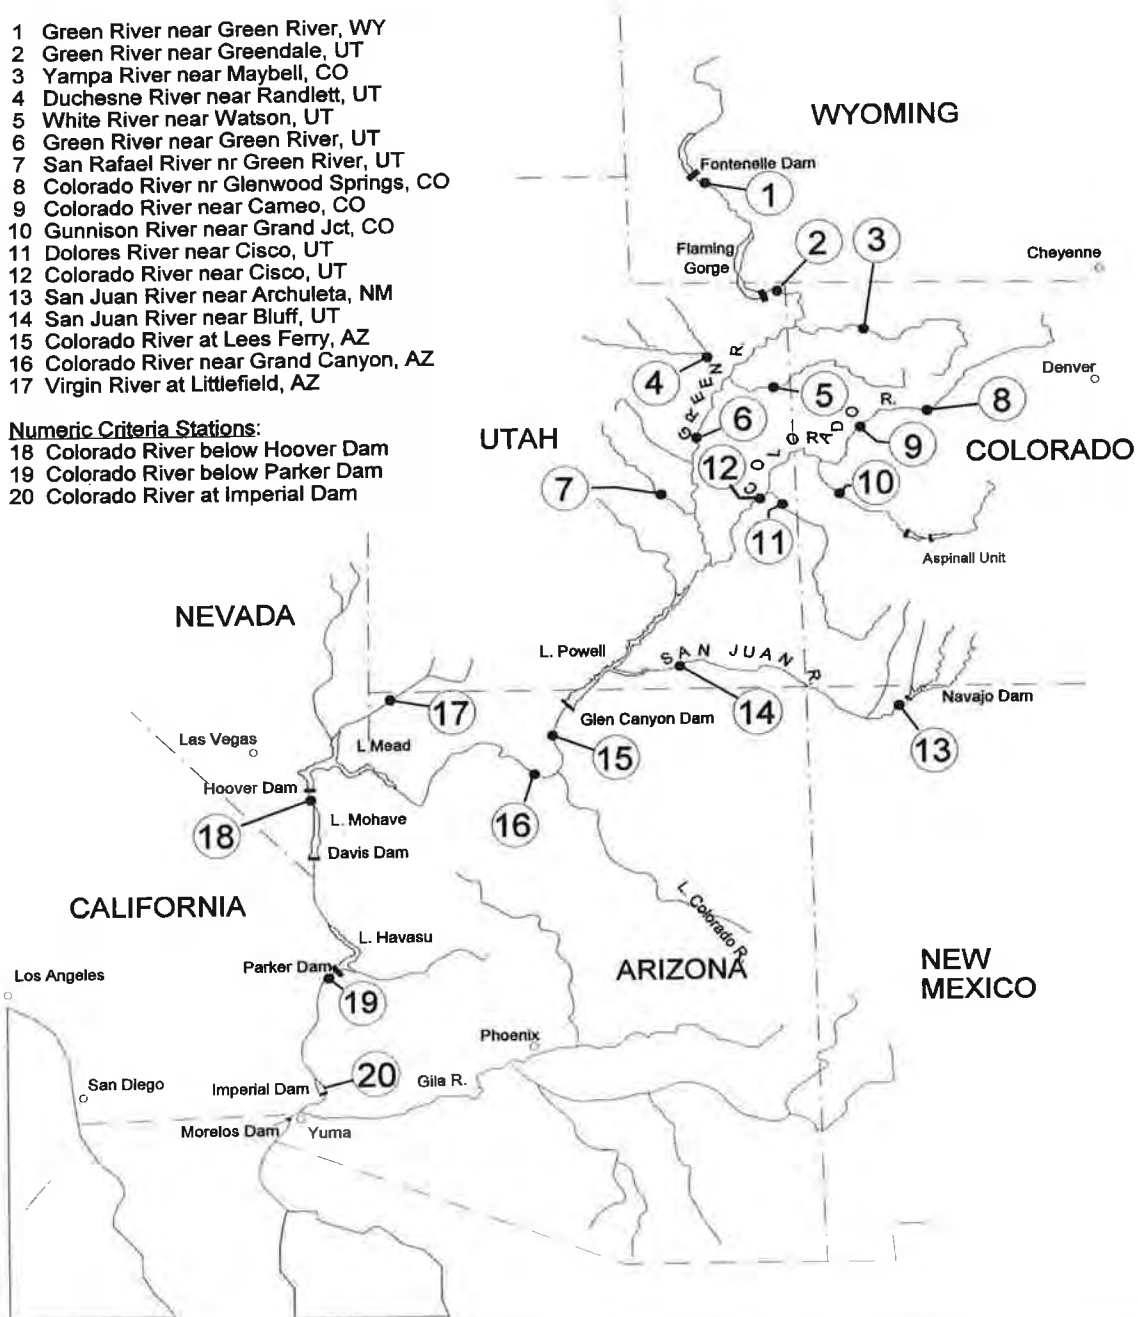 1 Green River near Green River, WY
2 Green River near Greendale, UT
3 Yampa River near Maybell, CO
4 Duchesne River near Randlett, UT
5 White River near Watson, UT
6 Green River near Green River, UT
7 San Rafael River nr Green River, UT
8 Colorado River nr Glenwood Springs, CO
9 Colorado River near Cameo, CO
10 Gunnison River near Grand Jct, CO
11 Dolores River near Cisco, UT
12 Colorado River near Cisco, UT
13 San Juan River near Archuleta, NM
14 San Juan River near Bluff, UT
15 Colorado River at Lees Ferry, AZ
16 Colorado River near Grand Canyon, AZ
17 Virgin River at Littlefield, AZ
Numeric Criteria Stations:
18 Colorado River below Hoover Dam
19 Colorado River below Parker Dam
20 Colorado River at Imperial Dam
WYOMING
Fontenelle Dam
1
Flaming
Gorge
2
3
Cheyenne
GREEN R.
4
5
Denver
COLORADO R.
8
6
9
UTAH
COLORADO
12
10
7
11
Aspinall Unit
NEVADA
L. Powell
SAN JUAN R.
Navajo Dam
17
Glen Canyon Dam
14
13
Las Vegas
L Mead
15
Hoover Dam
16
18
L. Mohave
Davis Dam
CALIFORNIA
L. Colorado R.
L. Havasu
Parker Dam
ARIZONA
NEW
MEXICO
Los Angeles
19
Phoenix
San Diego
Imperial Dam
20
Gila R.
Morelos Dam
Yuma